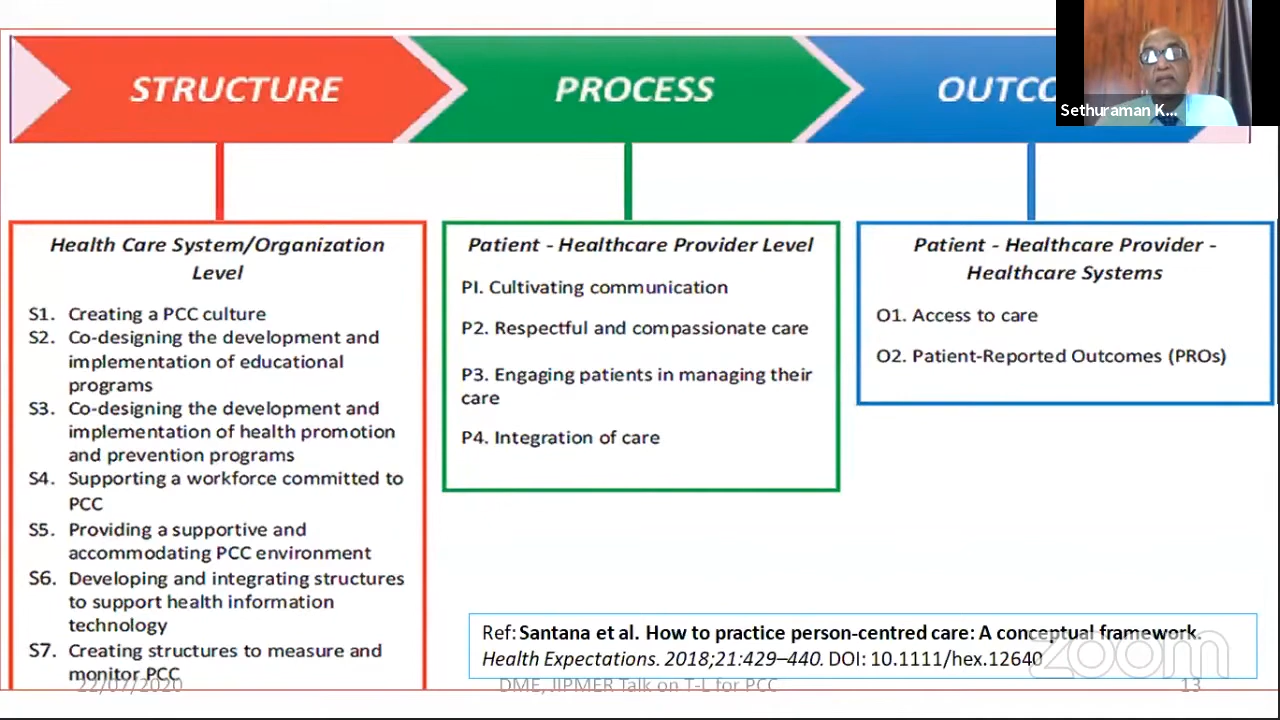 STRUCTURE
PROCESS
OUTCO
Sethuraman K...
Health Care System/Organization
Level
S1. Creating a PCC culture
S2. Co-designing the development and
implementation of educational
programs
S3. Co-designing the development and
implementation of health promotion
and prevention programs
S4. Supporting a workforce committed to
PCC
S5. Providing a supportive and
accommodating PCC environment
S6. Developing and integrating structures
to support health information
technology
S7. Creating structures to measure and
monitor PCC
Patient - Healthcare Provider Level
PI. Cultivating communication
P2. Respectful and compassionate care
P3. Engaging patients in managing their
care
P4. Integration of care
Patient - Healthcare Provider -
Healthcare Systems
O1. Access to care
O2. Patient-Reported Outcomes (PROs)
Ref: Santana et al. How to practice person-centred care: A conceptual framework.
Health Expectations. 2018;21:429–440. DOI: 10.1111/hex.12640
zoom
22/07/2020
DME, JIPMER Talk on T-L for PCC
13